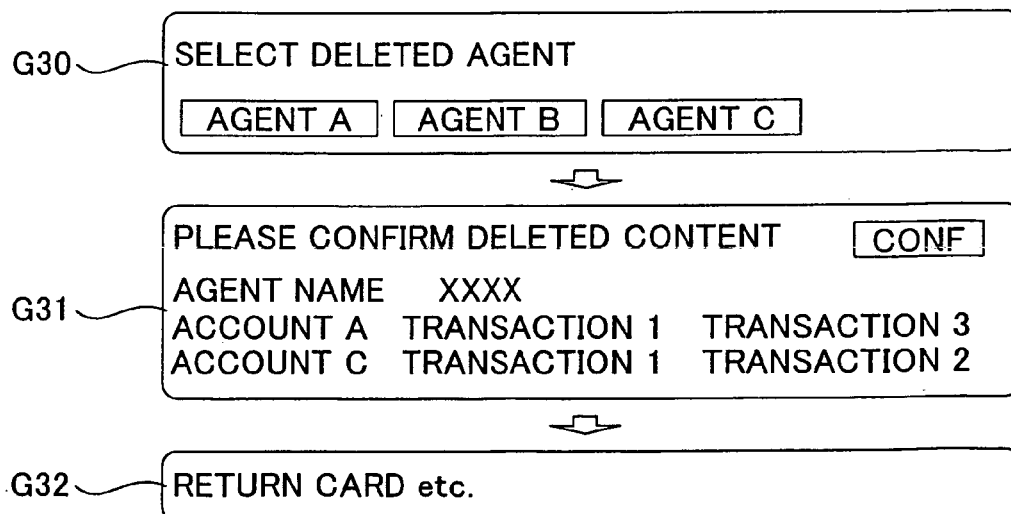 G30
SELECT DELETED AGENT
AGENT A AGENT B AGENT C
PLEASE CONFIRM DELETED CONTENT CONF
AGENT NAME XXXX
G31
ACCOUNT A TRANSACTION 1 TRANSACTION 3
ACCOUNT C TRANSACTION 1 TRANSACTION 2
G32
RETURN CARD etc.